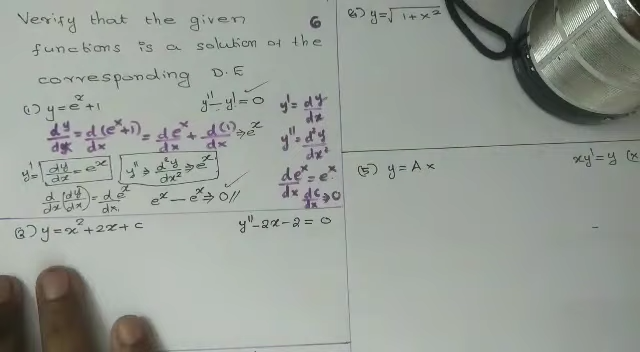 Verify that the given 6
functions is a solution of the
corresponding D.E
(1) y = e^x + 1 y'' - y' = 0
dy/dx = d(e^x+1)/dx = de^x/dx + d(1)/dx ⇒ e^x
y' = dy/dx = e^x y'' ⇒ d²y/dx² ⇒ e^x
d/dx (dy/dx) = d e^x/dx e^x - e^x ⇒ 0//
y' = dy/dx
y'' = d²y/dx²
de^x/dx = e^x
dc/dx ⇒ 0
y = x² + 2x + c y'' - 2x - 2 = 0
y = √1+x²
(5) y = Ax xy' = y (x